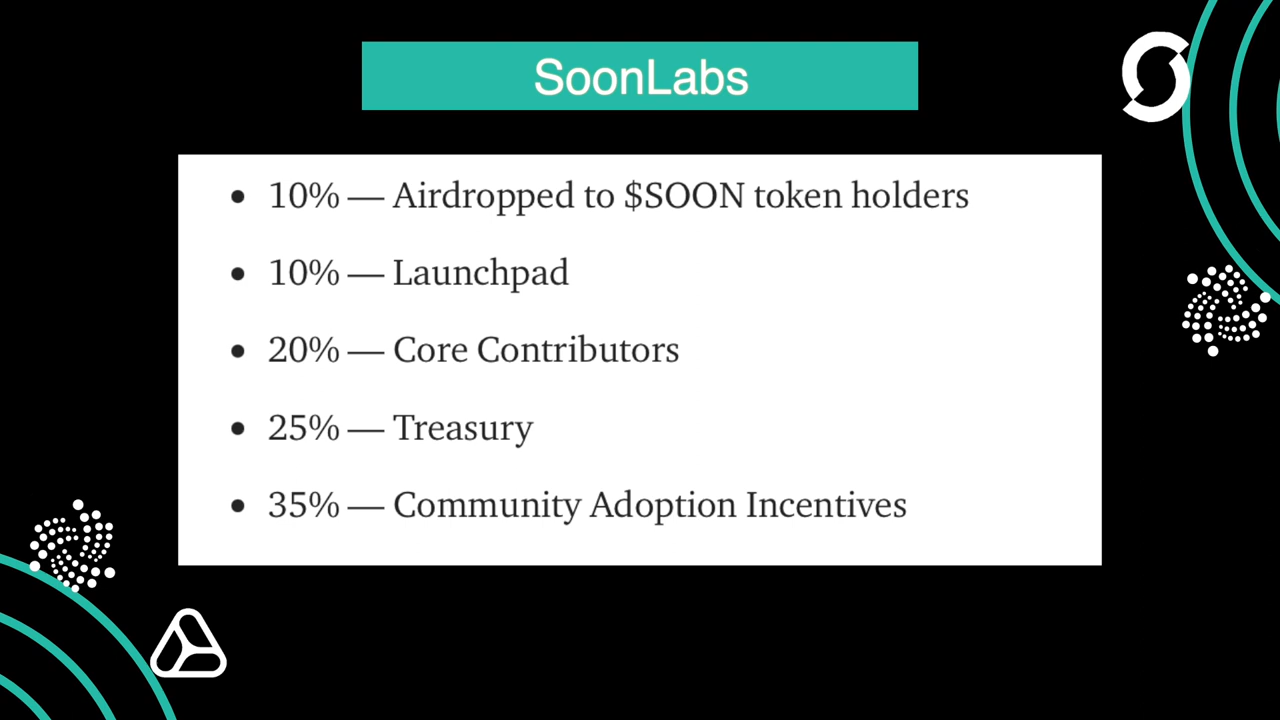 SoonLabs
• 10% — Airdropped to $SOON token holders
• 10% — Launchpad
• 20% — Core Contributors
• 25% — Treasury
• 35% — Community Adoption Incentives